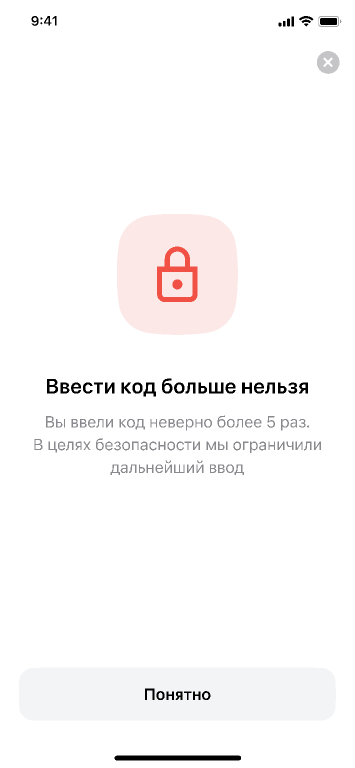 9:41
Ввести код больше нельзя
Вы ввели код неверно более 5 раз.
В целях безопасности мы ограничили
дальнейший ввод
Понятно